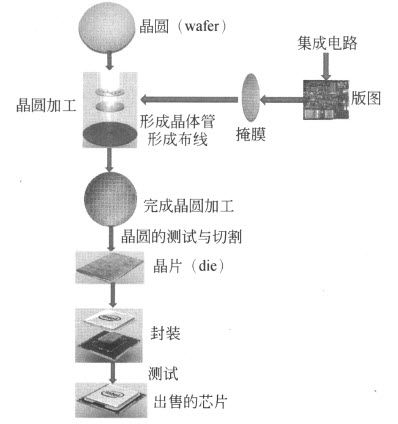 晶圆（wafer）
集成电路
晶圆加工
形成晶体管
形成布线
掩膜
版图
完成晶圆加工
晶圆的测试与切割
晶片（die）
封装
测试
出售的芯片